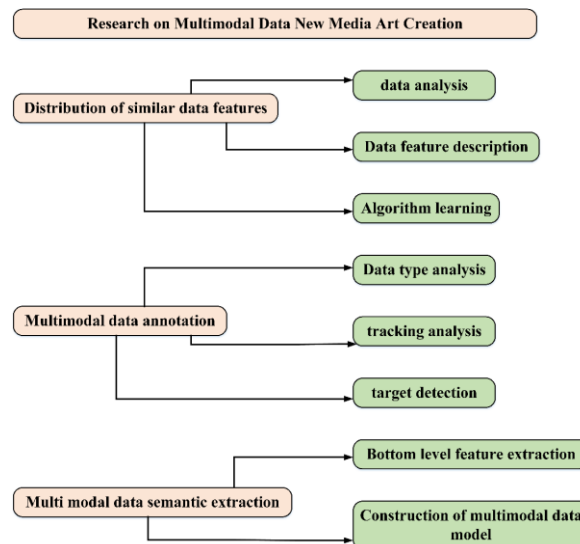 Research on Multimodal Data New Media Art Creation
data analysis
Distribution of similar data features
Data feature description
Algorithm learning
Data type analysis
Multimodal data annotation
tracking analysis
target detection
Bottom level feature extraction
Multi modal data semantic extraction
Construction of multimodal data
model